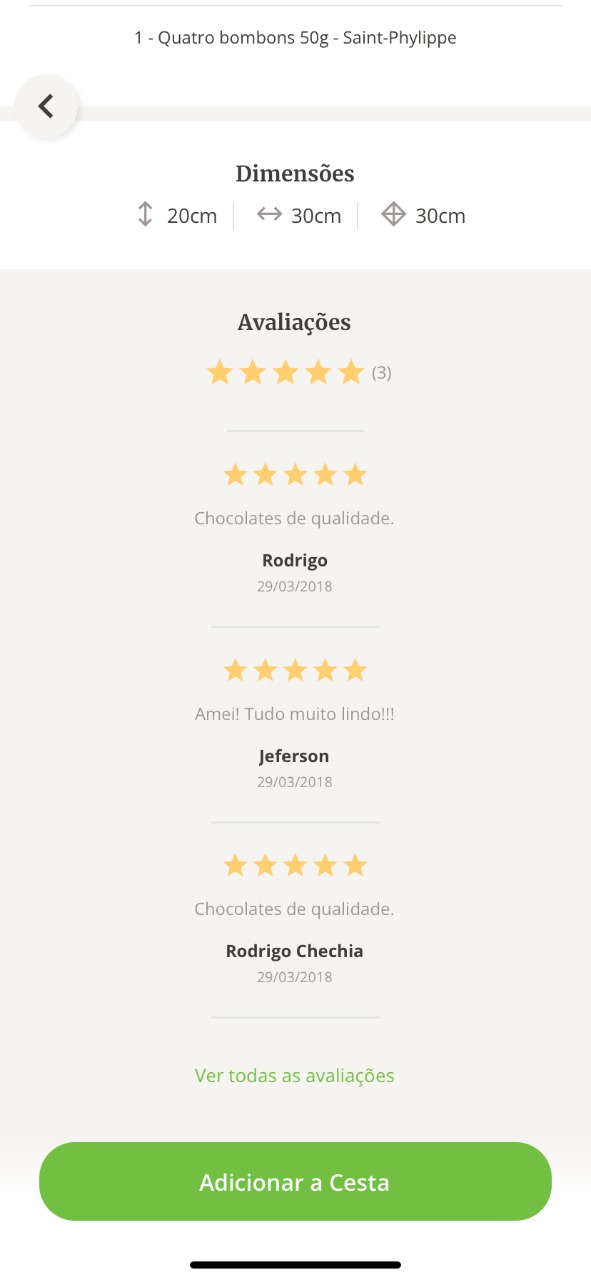 1 - Quatro bombons 50g - Saint-Phylippe
Dimensões
20cm 30cm 30cm
Avaliações
(3)
Chocolates de qualidade.
Rodrigo
29/03/2018
Amei! Tudo muito lindo!!!
Jeferson
29/03/2018
Chocolates de qualidade.
Rodrigo Chechia
29/03/2018
Ver todas as avaliações
Adicionar a Cesta